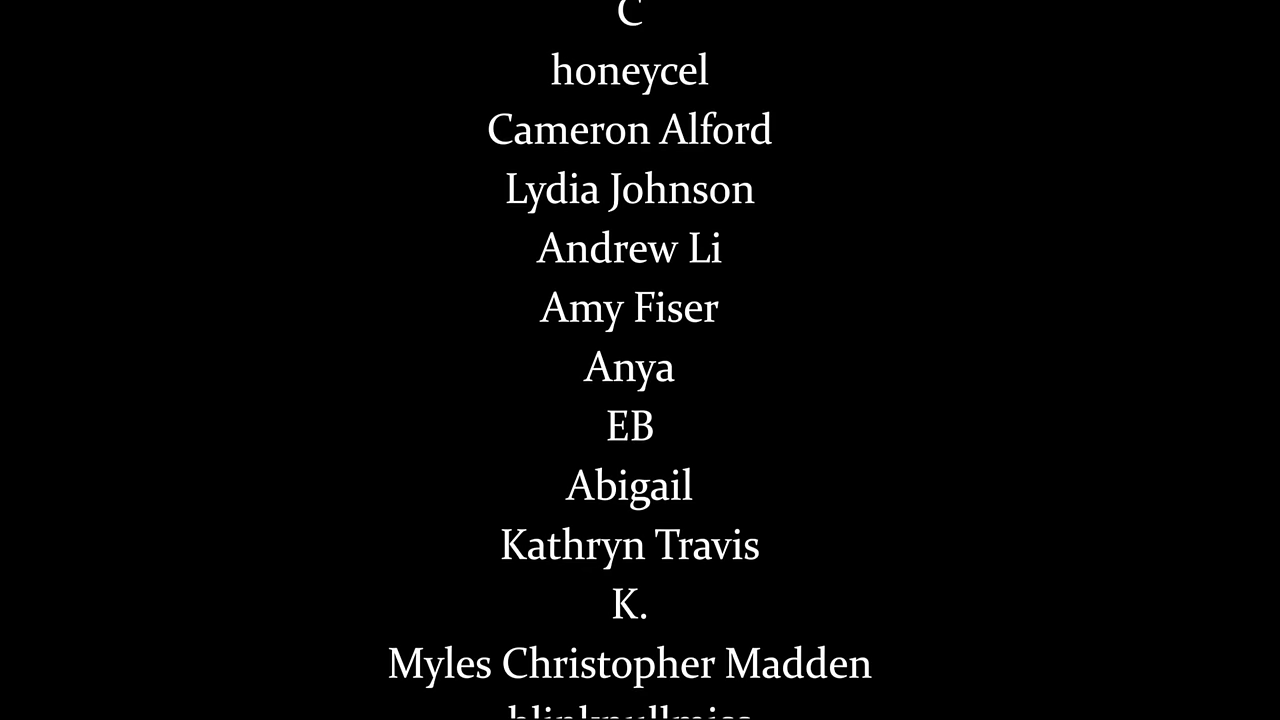 C
honeycel
Cameron Alford
Lydia Johnson
Andrew Li
Amy Fiser
Anya
EB
Abigail
Kathryn Travis
K.
Myles Christopher Madden